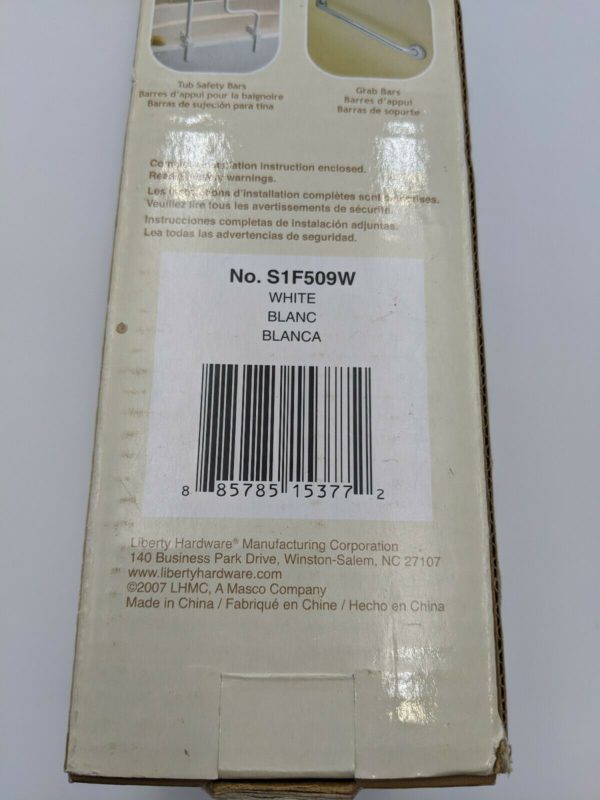 Tub Safety Bars
Barres d'appui pour la baignoire
Barras de sujeción para tina
Grab Bars
Barres d'appui
Barras de soporte
instruction enclosed.
warnings.
Les d'installation complètes sont
Veuillez lire tous les avertissements de sécurité.
Instrucciones completas de instalación adjuntas.
Lea todas las advertencias de seguridad.
No. S1F509W
WHITE
BLANC
BLANCA
8 85785 15377 2
Liberty Hardware® Manufacturing Corporation
140 Business Park Drive, Winston-Salem, NC 27107
www.libertyhardware.com
©2007 LHMC, A Masco Company
Made in China / Fabriqué en Chine / Hecho en China